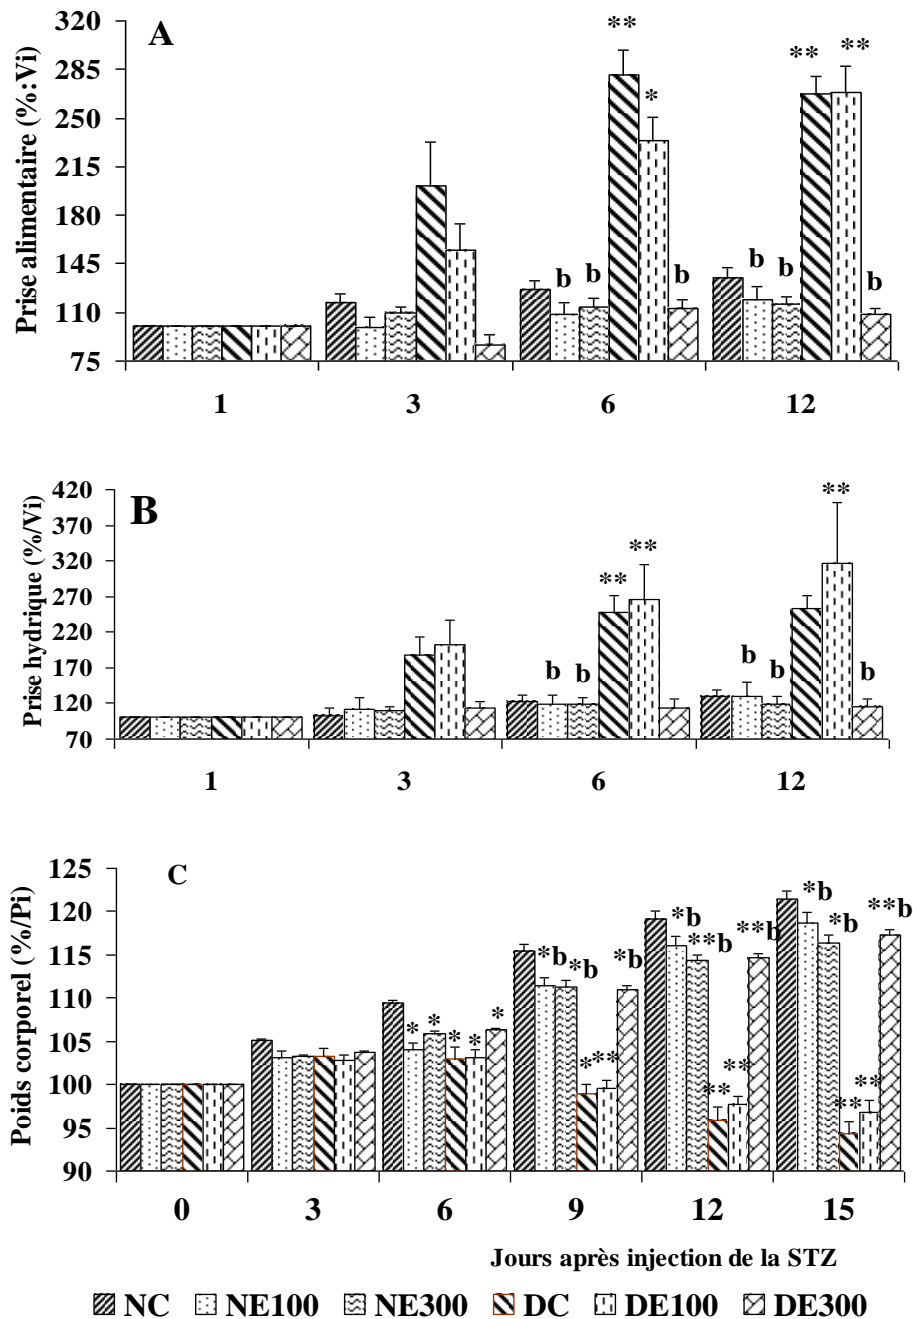 A
Prise alimentaire (%:Vi)
320
285
250
215
180
145
110
75
** ** **
*
b b b b b b
1 3 6 12
B
Prise hydrique (%/Vi)
420
370
320
270
220
170
120
70
** ** **
b b b b b
1 3 6 12
C
Poids corporel (%/Pi)
125
120
115
110
105
100
95
90
* * * * *
*b *b *b
* **
*b **b **b
** **
*b *b **b
** **
0 3 6 9 12 15
Jours après injection de la STZ
NC NE100 NE300 DC DE100 DE300